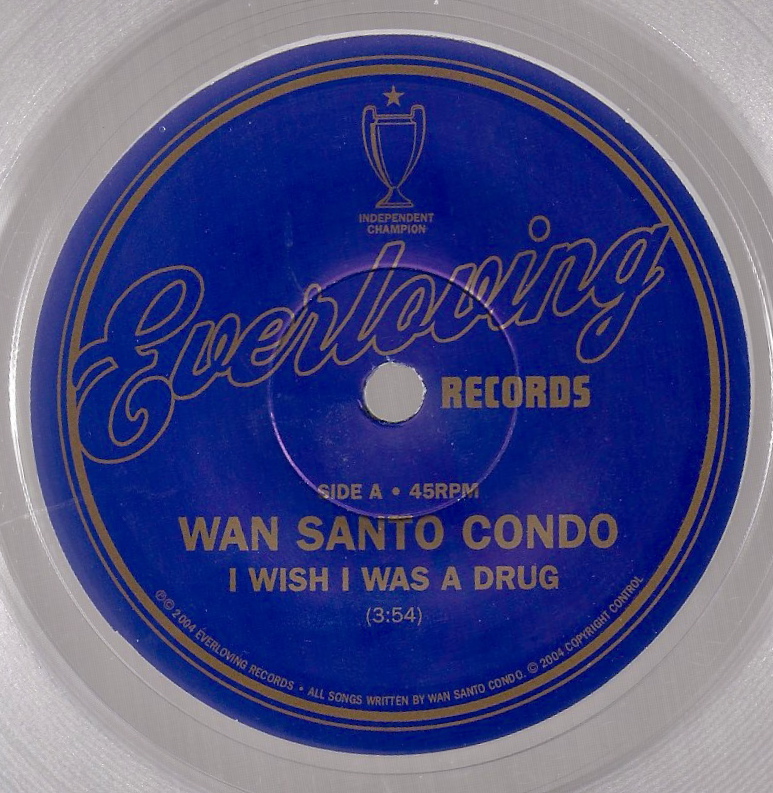 INDEPENDENT
CHAMPION
Everloving
RECORDS
SIDE A • 45RPM
WAN SANTO CONDO
I WISH I WAS A DRUG
(3:54)
℗© 2004 EVERLOVING RECORDS • ALL SONGS WRITTEN BY WAN SANTO CONDO. © 2004 COPYRIGHT CONTROL